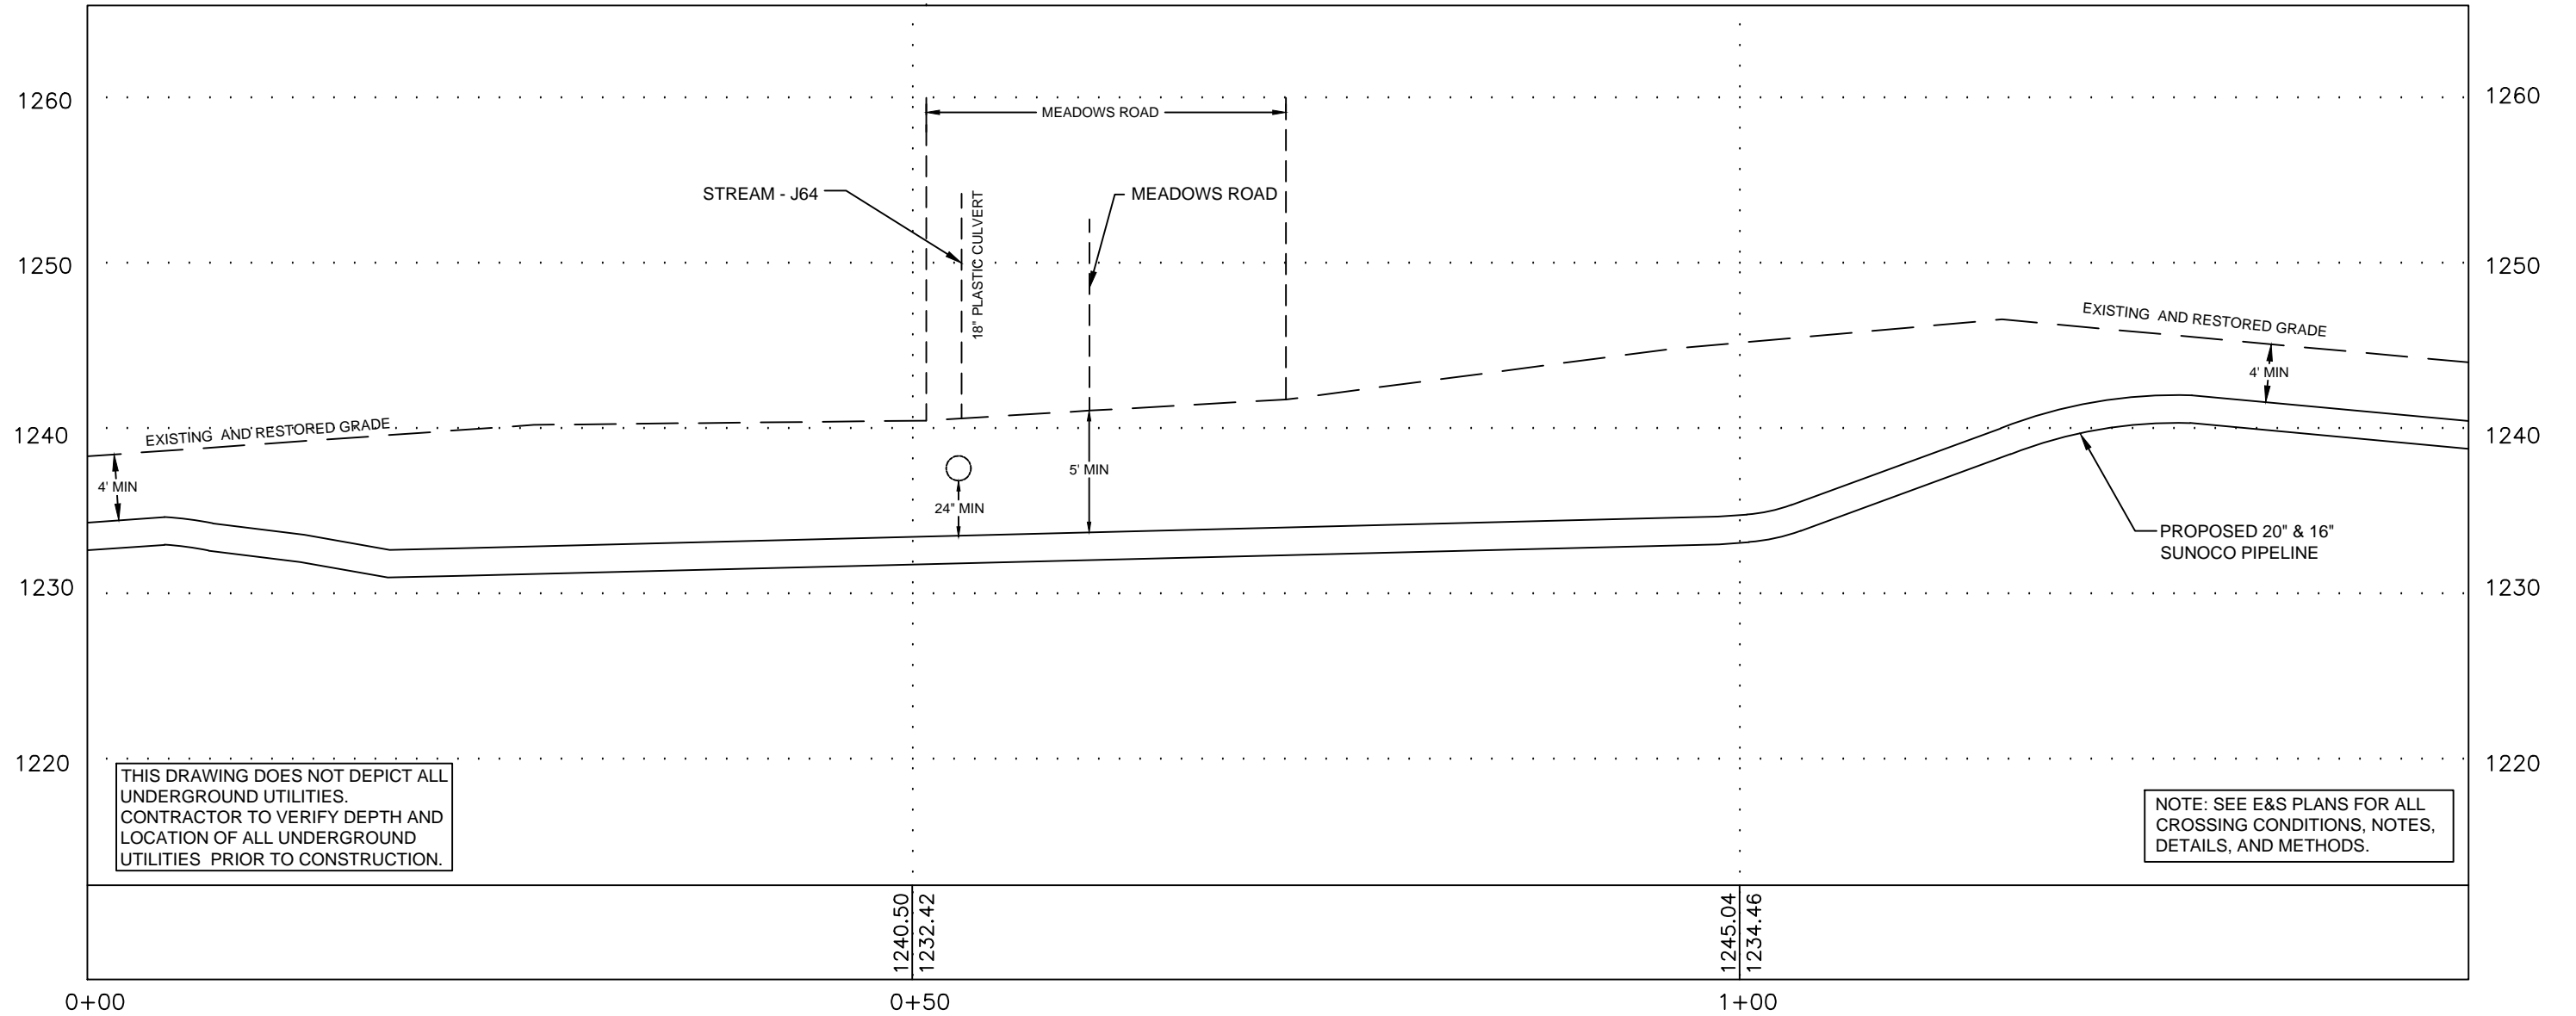 1260
1260
MEADOWS ROAD
STREAM - J64
MEADOWS ROAD
18" PLASTIC CULVERT
1250
1250
EXISTING AND RESTORED GRADE
4' MIN
EXISTING AND RESTORED GRADE
1240
1240
4' MIN
5' MIN
24" MIN
PROPOSED 20" & 16"
SUNOCO PIPELINE
1230
1230
1220
1220
THIS DRAWING DOES NOT DEPICT ALL
UNDERGROUND UTILITIES.
CONTRACTOR TO VERIFY DEPTH AND
LOCATION OF ALL UNDERGROUND
UTILITIES PRIOR TO CONSTRUCTION.
NOTE: SEE E&S PLANS FOR ALL
CROSSING CONDITIONS, NOTES,
DETAILS, AND METHODS.
1240.50
1232.42
1245.04
1234.46
0+00
0+50
1+00